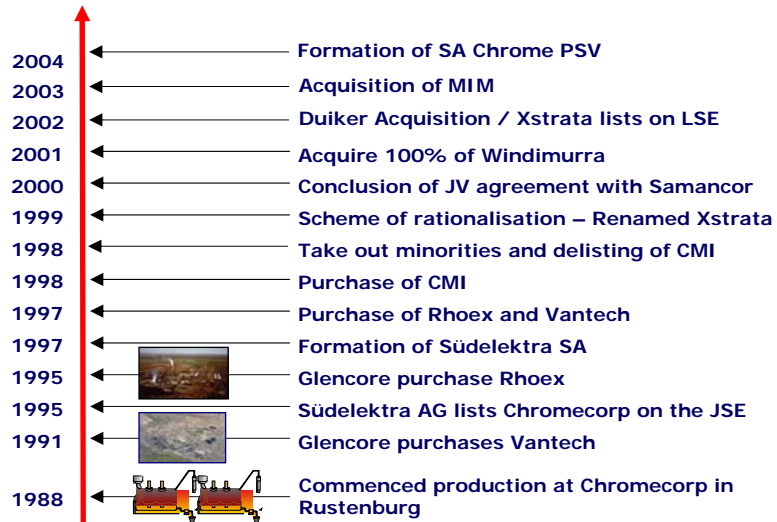 2004 Formation of SA Chrome PSV
2003 Acquisition of MIM
2002 Duiker Acquisition / Xstrata lists on LSE
2001 Acquire 100% of Windimurra
2000 Conclusion of JV agreement with Samancor
1999 Scheme of rationalisation – Renamed Xstrata
1998 Take out minorities and delisting of CMI
1998 Purchase of CMI
1997 Purchase of Rhoex and Vantech
1997 Formation of Südelektra SA
1995 Glencore purchase Rhoex
1995 Südelektra AG lists Chromecorp on the JSE
1991 Glencore purchases Vantech
1988 Commenced production at Chromecorp in
Rustenburg